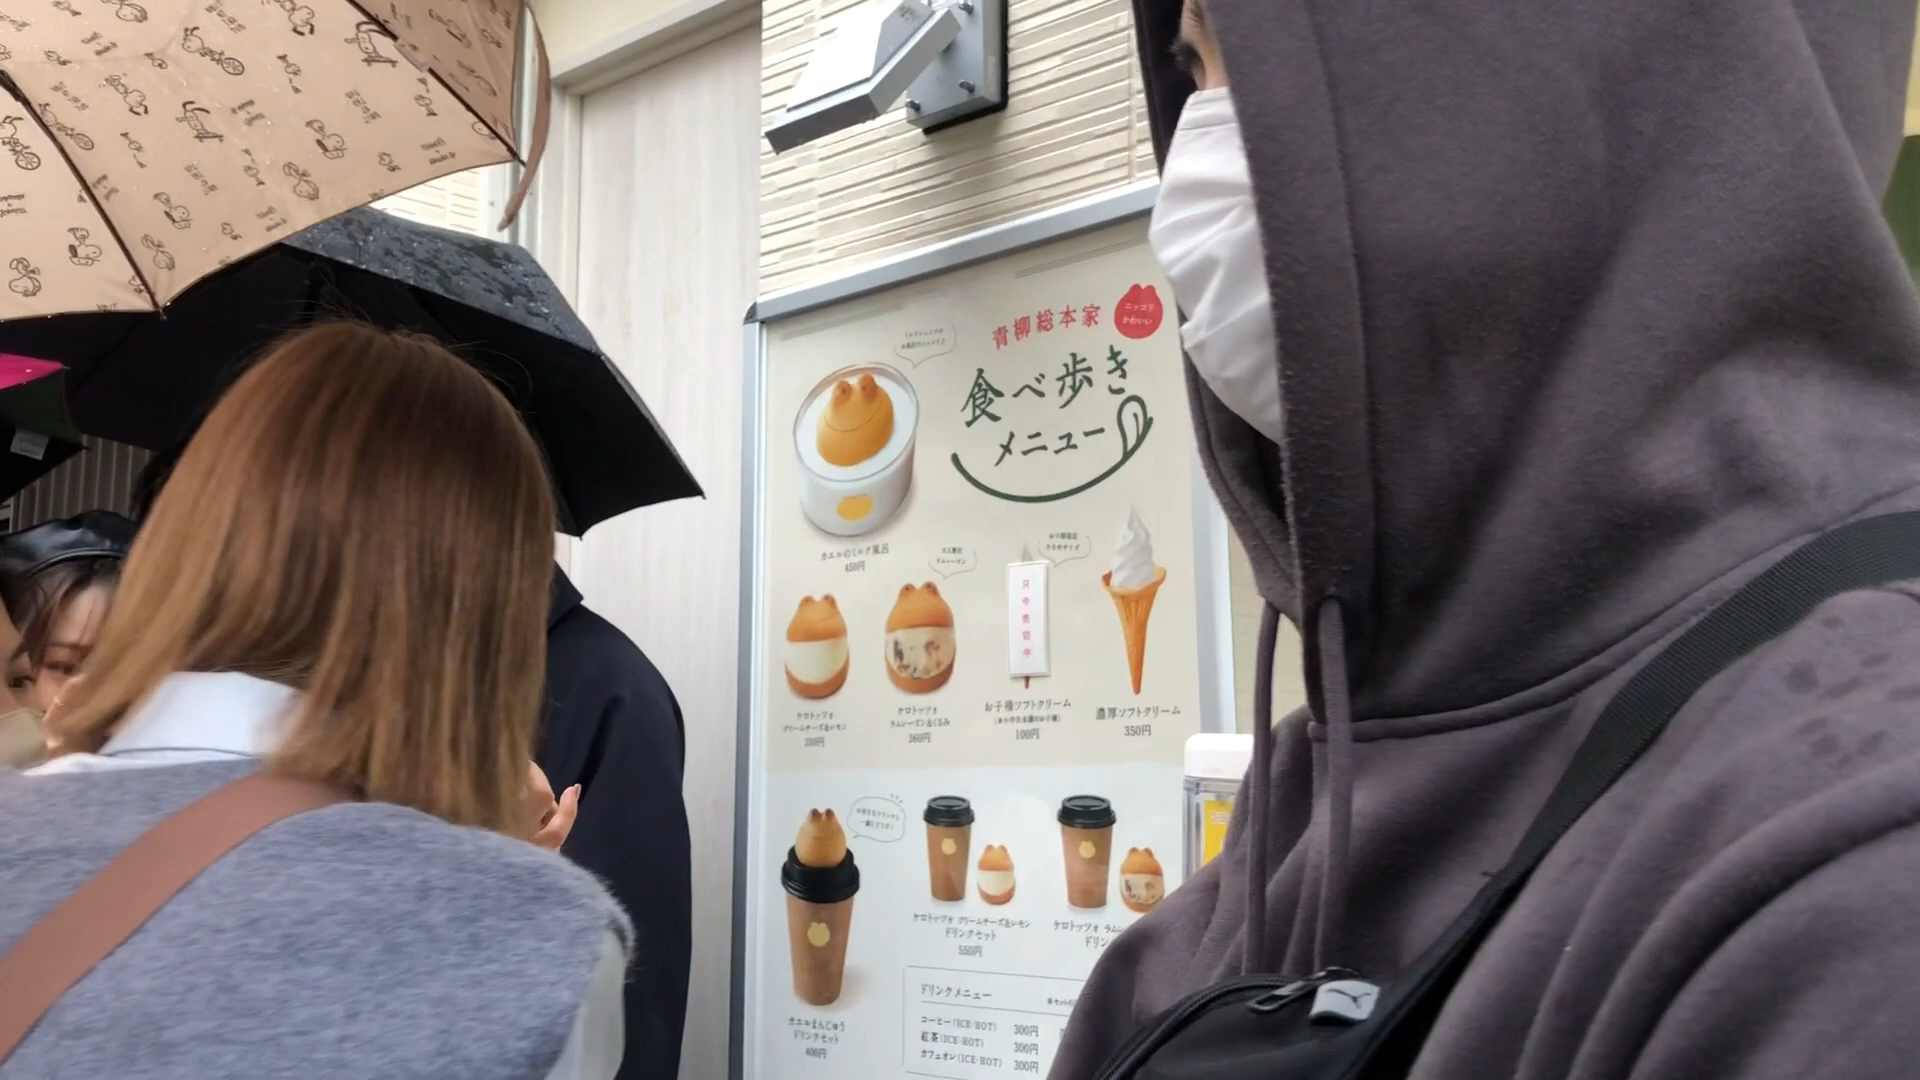 青柳総本家
ニッコリ
かわいい
食べ歩き
メニュー
カエルのミルク風呂
450円
ケロトッツォ
クリームチーズ&レモン
350円
ケロトッツォ
ラムレーズン&くるみ
360円
只今売切中
お子様ソフトクリーム
100円
濃厚ソフトクリーム
350円
カエルまんじゅう
ドリンクセット
400円
ケロトッツォ クリームチーズ&レモン
ドリンクセット
550円
ケロトッツォ ラム
ドリン
ドリンクメニュー
コーヒー(ICE・HOT) 300円
紅茶(ICE・HOT) 300円
カフェオレ(ICE・HOT) 300円